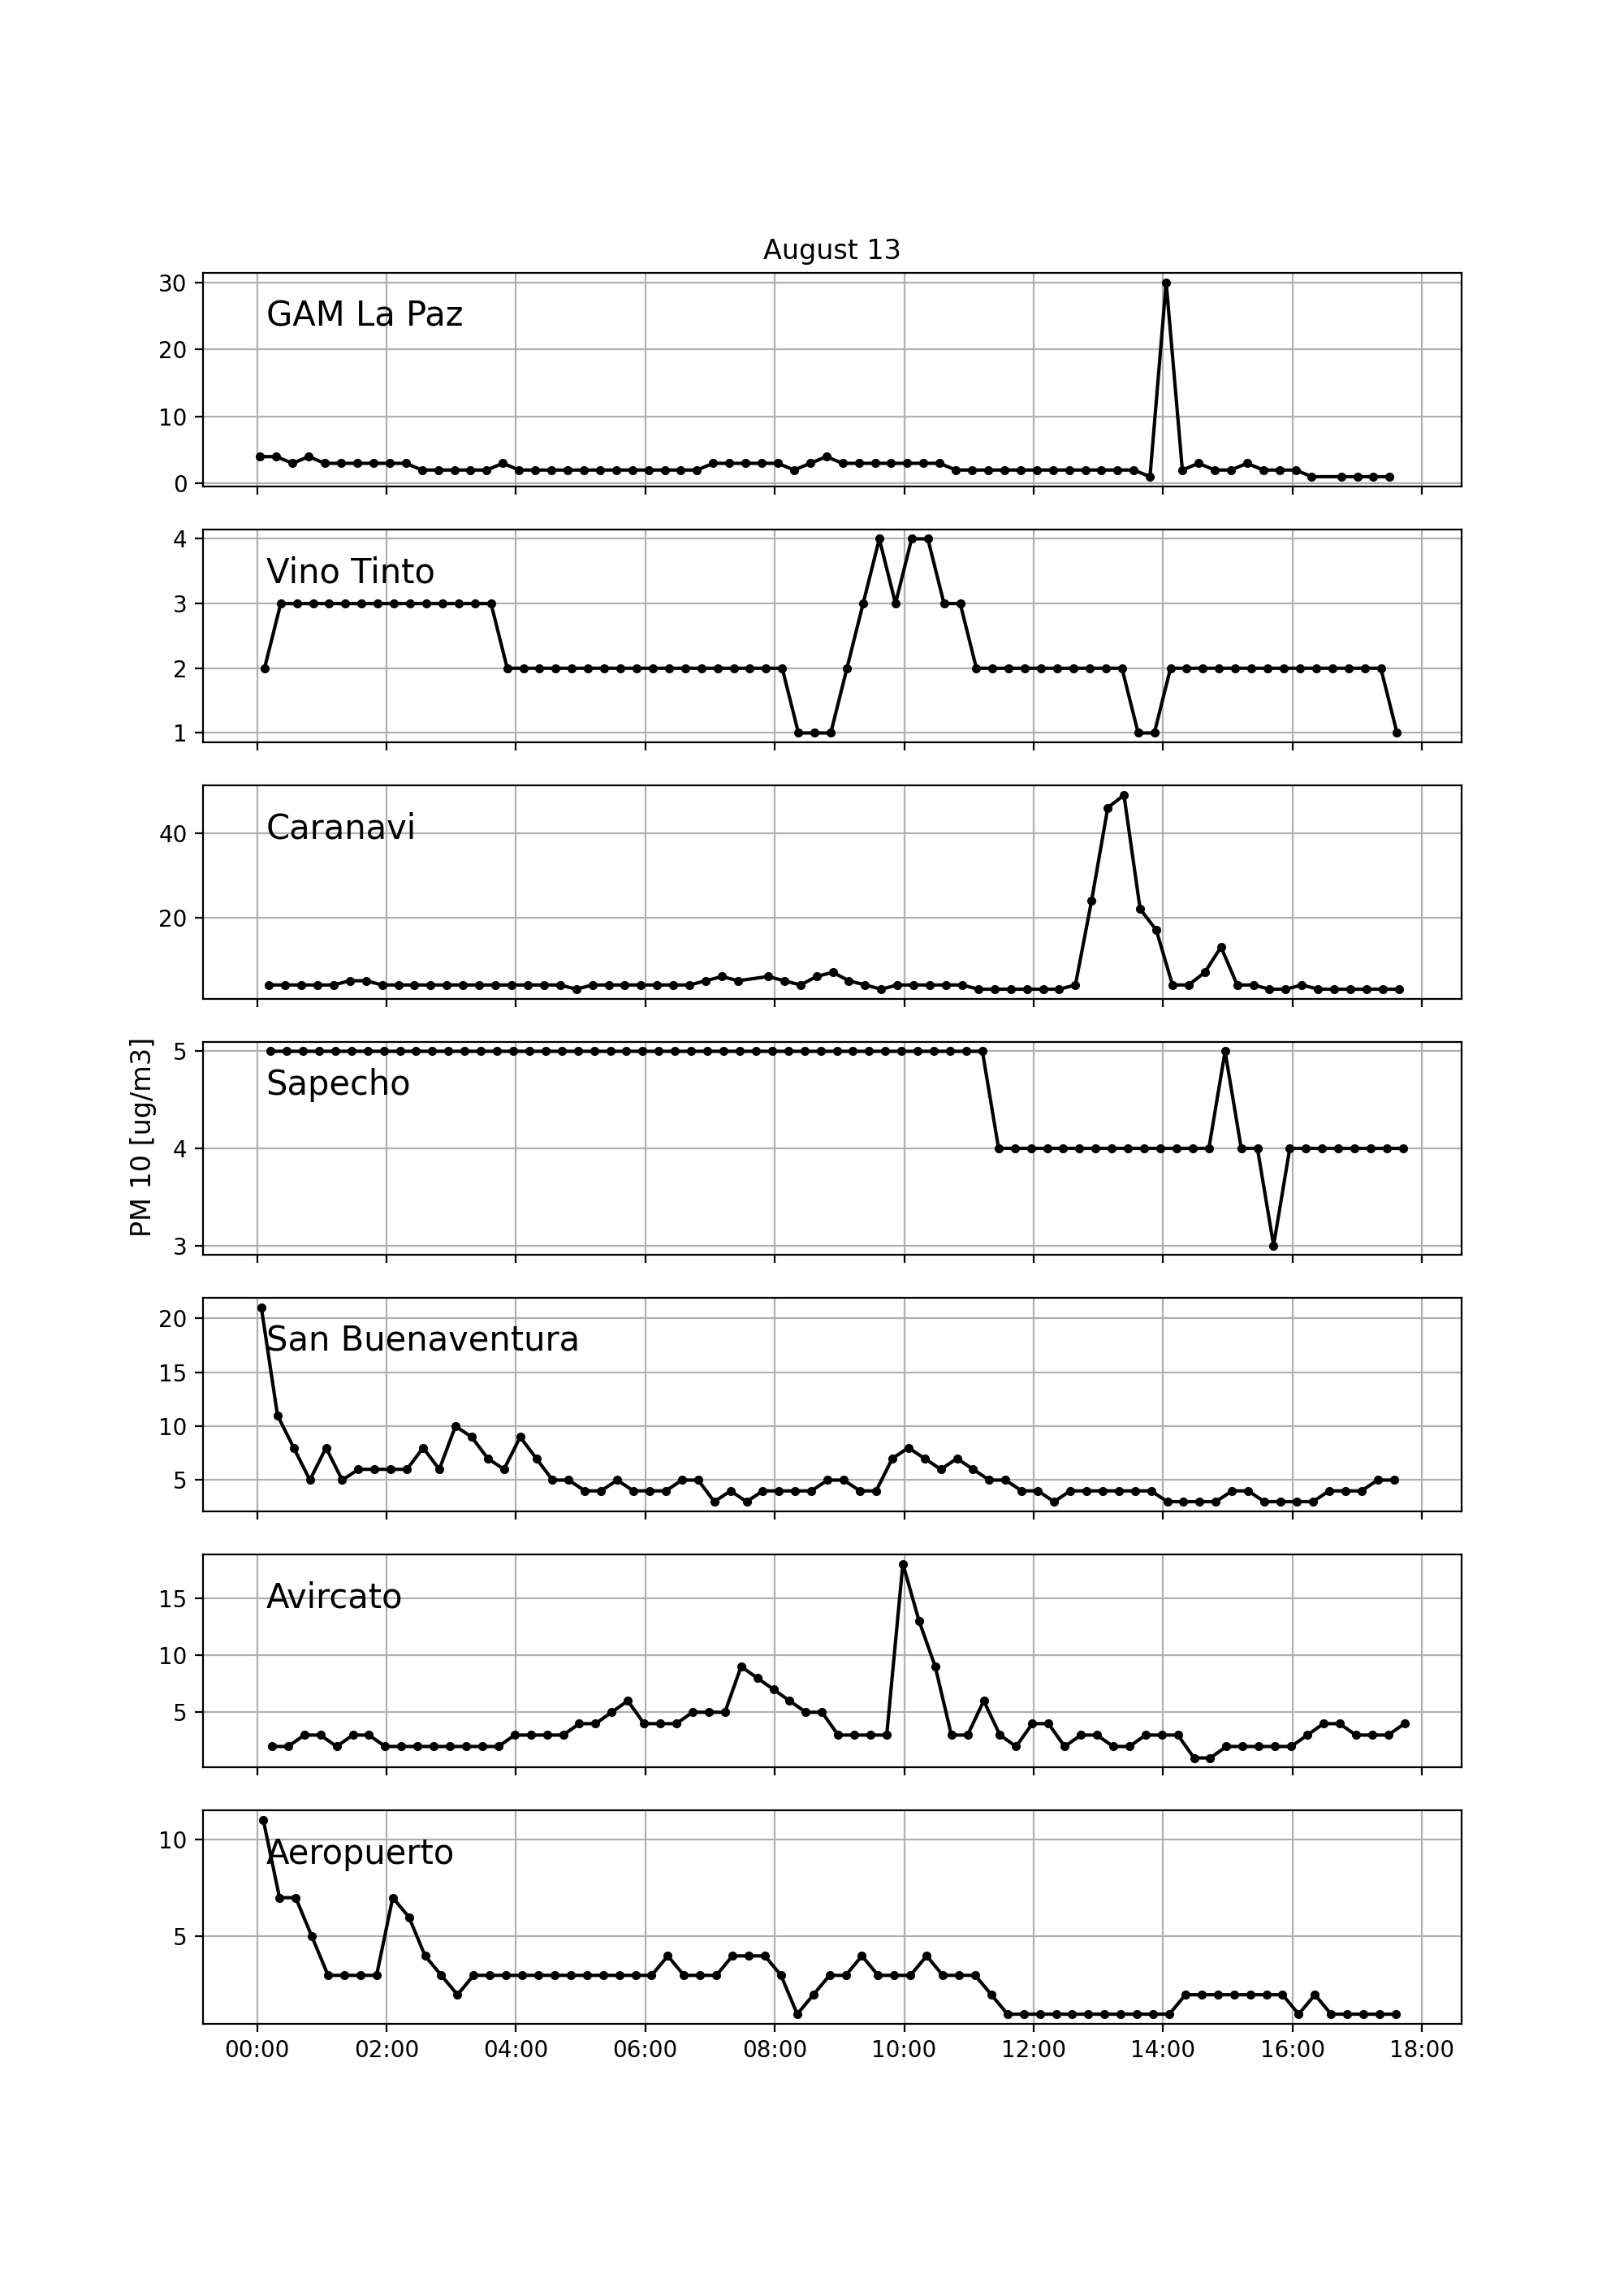 August 13
30
GAM La Paz
20
10
0
4
Vino Tinto
3
2
1
Caranavi
40
20
PM 10 [ug/m3]
5
Sapecho
4
3
20
San Buenaventura
15
10
5
Avircato
15
10
5
10
Aeropuerto
5
00:00 02:00 04:00 06:00 08:00 10:00 12:00 14:00 16:00 18:00